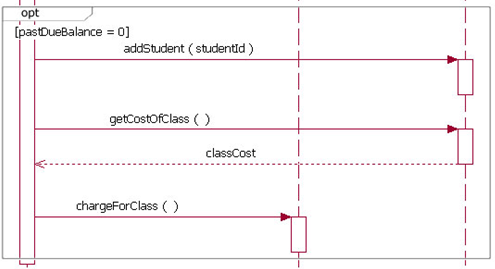 opt
[pastDueBalance = 0]
addStudent ( studentId )
getCostOfClass ( )
classCost
chargeForClass ( )